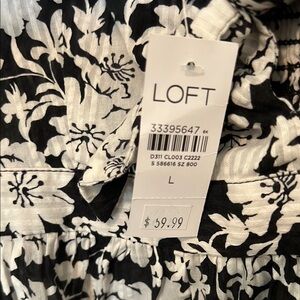 LOFT
33395647
D311 CL003 C2222
S 586616 SZ 800
L
$ 69.99